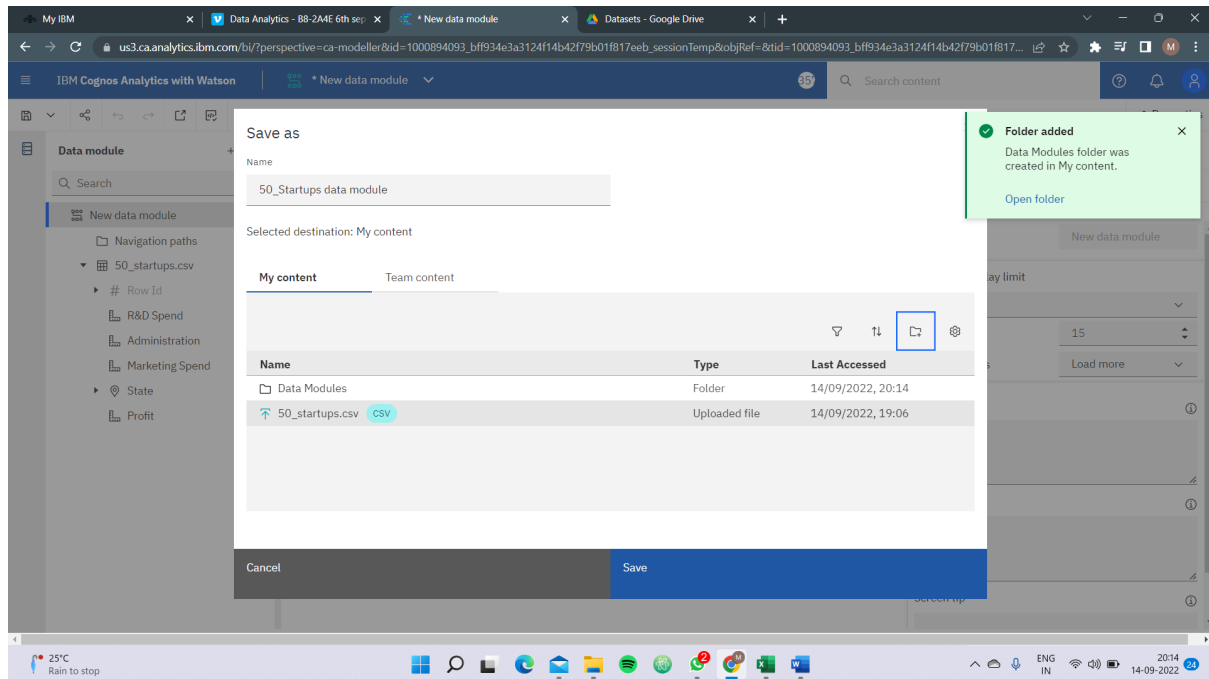 My IBM
Data Analytics - B8-2A4E 6th sep
* New data module
Datasets - Google Drive
us3.ca.analytics.ibm.com/bi/?perspective=ca-modeller&id=1000894093_bff934e3a3124f14b42f79b01f817eeb_sessionTemp&objRef=&tid=1000894093_bff934e3a3124f14b42f79b01f817...
M
IBM Cognos Analytics with Watson
* New data module
35
Search content
Data module
Search
New data module
Navigation paths
50_startups.csv
# Row Id
R&D Spend
Administration
Marketing Spend
State
Profit
Save as
Name
50_Startups data module
Selected destination: My content
My content
Team content
Name Type Last Accessed
Data Modules Folder 14/09/2022, 20:14
50_startups.csv CSV Uploaded file 14/09/2022, 19:06
Cancel
Save
Folder added
Data Modules folder was
created in My content.
Open folder
New data module
lay limit
15
Load more
25°C
Rain to stop
2
M
ENG
IN
20:14
14-09-2022
24